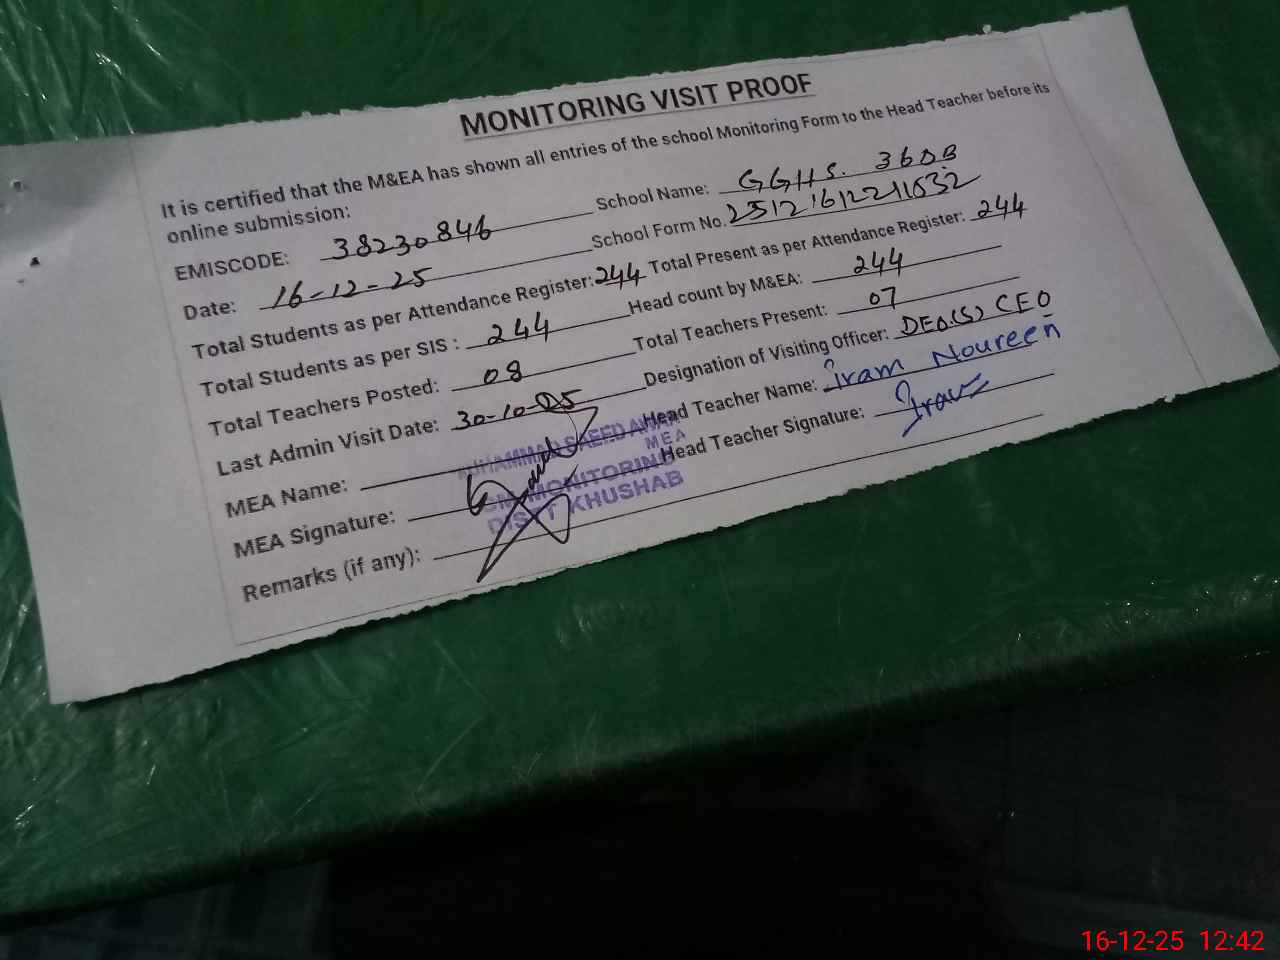 MONITORING VISIT PROOF
It is certified that the M&EA has shown all entries of the school Monitoring Form to the Head Teacher before its
online submission:
EMISCODE: 38230846 School Name: GGHS. 36DB
Date: 16-12-25 School Form No. 25121612211632
Total Students as per Attendance Register: 244 Total Present as per Attendance Register: 244
Total Students as per SIS : 244 Head count by M&EA: 244
Total Teachers Posted: 08 Total Teachers Present: 07
Last Admin Visit Date: 30-10-25 Designation of Visiting Officer: DEO.(S) CEO
MEA Name: MUHAMMAD SAEED AWAN Head Teacher Name: Iram Noureen
MEA
MEA Signature: MONITORING Head Teacher Signature: Iram
DISTT KHUSHAB
Remarks (if any):
16-12-25 12:42